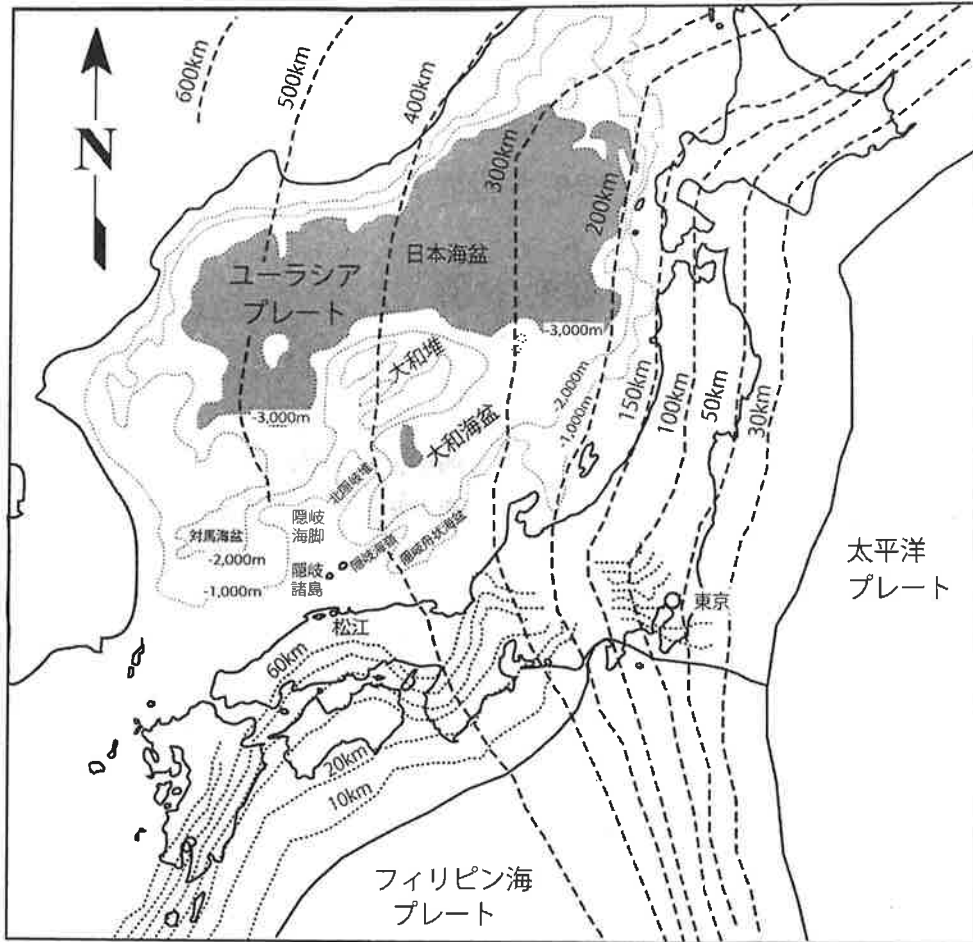 600km
500km
400km
300km
200km
N
日本海盆
ユーラシア
プレート
-3,000m
大和堆
-3,000m
-2,000m
-1,000m
150km
100km
50km
30km
大和海盆
北隠岐堆
隠岐
海脚
対馬海盆
-2,000m
-1,000m
隠岐
諸島
隠岐海嶺
隠岐舟状海盆
太平洋
プレート
東京
松江
60km
20km
10km
フィリピン海
プレート